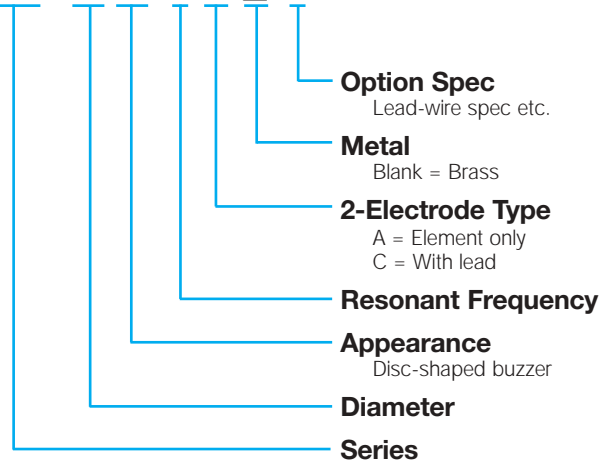 Option Spec
Lead-wire spec etc.
Metal
Blank = Brass
2-Electrode Type
A = Element only
C = With lead
Resonant Frequency
Appearance
Disc-shaped buzzer
Diameter
Series